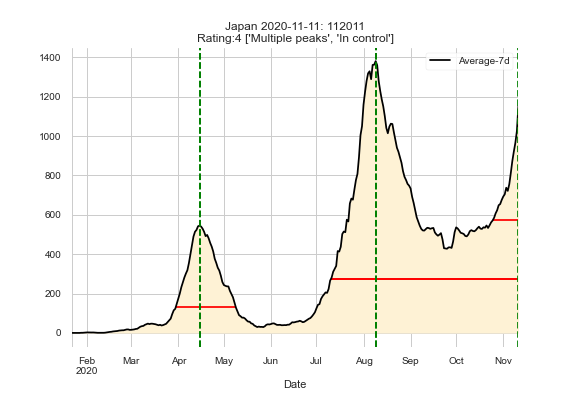 Japan 2020-11-11: 112011
Rating:4 ['Multiple peaks', 'In control']
Average-7d
1400
1200
1000
800
600
400
200
0
Feb Mar Apr May Jun Jul Aug Sep Oct Nov
2020
Date